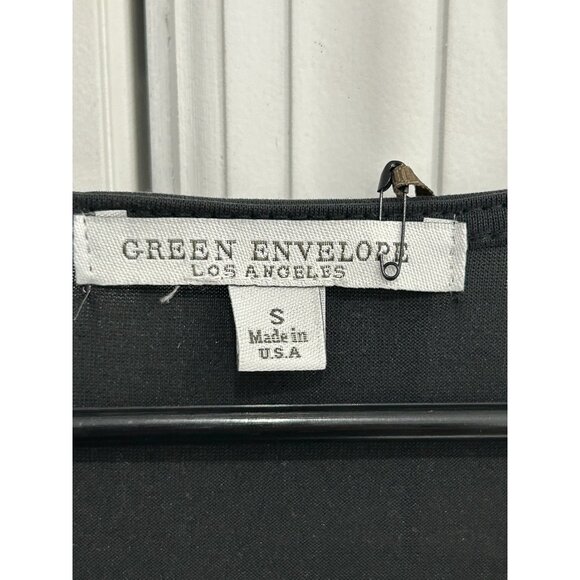 GREEN ENVELOPE
LOS ANGELES
S
Made in
U.S.A